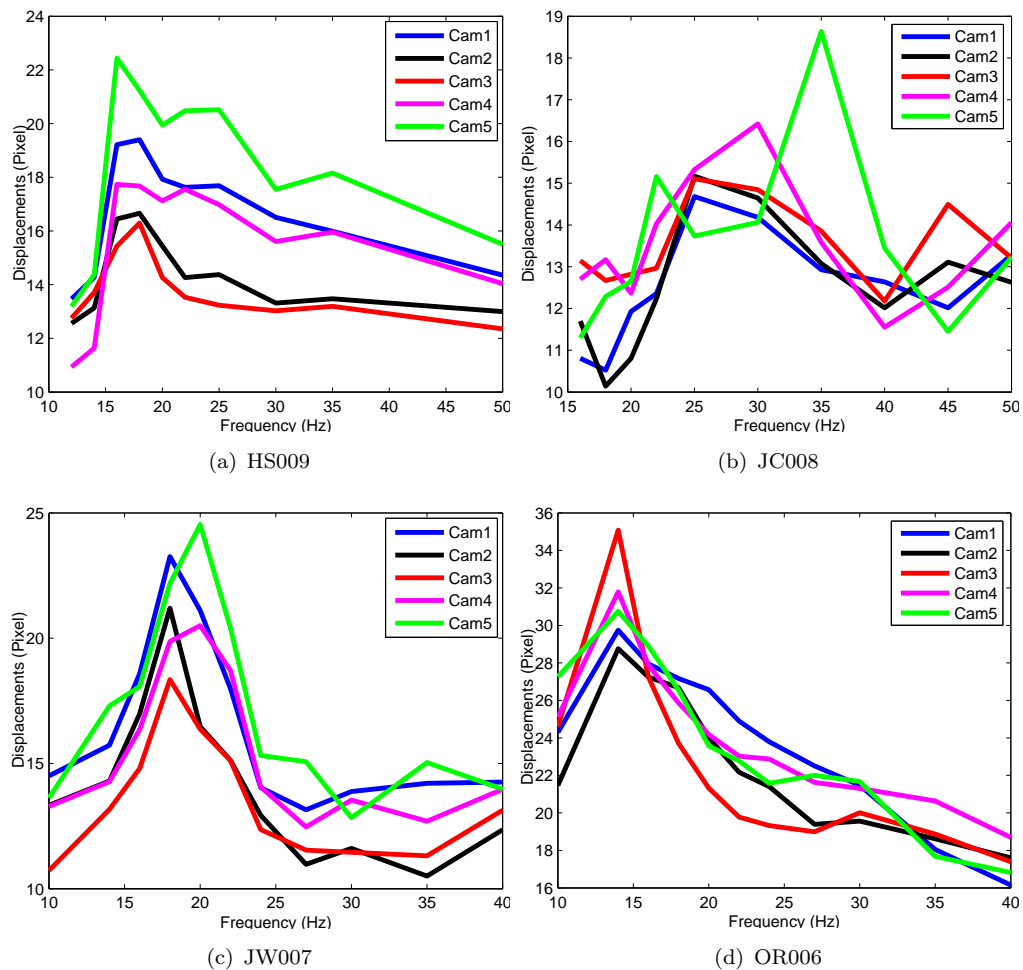 24
22
20
18
16
14
12
10
Displacements (Pixel)
10 15 20 25 30 35 40 45 50
Frequency (Hz)
Cam1
Cam2
Cam3
Cam4
Cam5
(a) HS009
19
18
17
16
15
14
13
12
11
10
Displacements (Pixel)
15 20 25 30 35 40 45 50
Frequency (Hz)
Cam1
Cam2
Cam3
Cam4
Cam5
(b) JC008
25
20
15
10
Displacements (Pixel)
10 15 20 25 30 35 40
Frequency (Hz)
Cam1
Cam2
Cam3
Cam4
Cam5
(c) JW007
36
34
32
30
28
26
24
22
20
18
16
Displacements (Pixel)
10 15 20 25 30 35 40
Frequency (Hz)
Cam1
Cam2
Cam3
Cam4
Cam5
(d) OR006